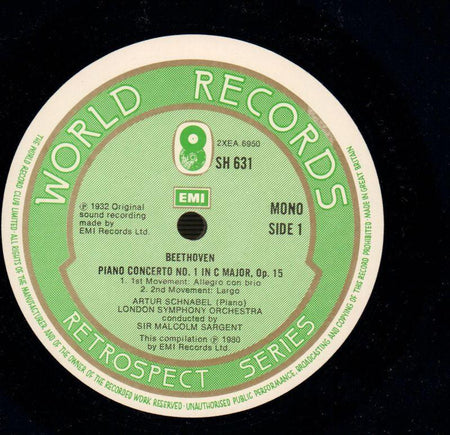 WORLD RECORDS
2XEA.6950
SH 631
EMI
℗ 1932 Original
sound recording
made by
EMI Records Ltd.
MONO
SIDE 1
BEETHOVEN
PIANO CONCERTO NO. 1 IN C MAJOR, Op. 15
1. 1st Movement: Allegro con brio
2. 2nd Movement: Largo
ARTUR SCHNABEL (Piano)
LONDON SYMPHONY ORCHESTRA
conducted by
SIR MALCOLM SARGENT
This compilation ℗ 1980
by EMI Records Ltd.
RETROSPECT SERIES
THE WORLD RECORD CLUB LIMITED · ALL RIGHTS OF THE MANUFACTURER AND OF THE OWNER OF THE RECORDED WORK RESERVED · UNAUTHORISED PUBLIC PERFORMANCE, BROADCASTING AND COPYING OF THIS RECORD PROHIBITED · MADE IN GREAT BRITAIN